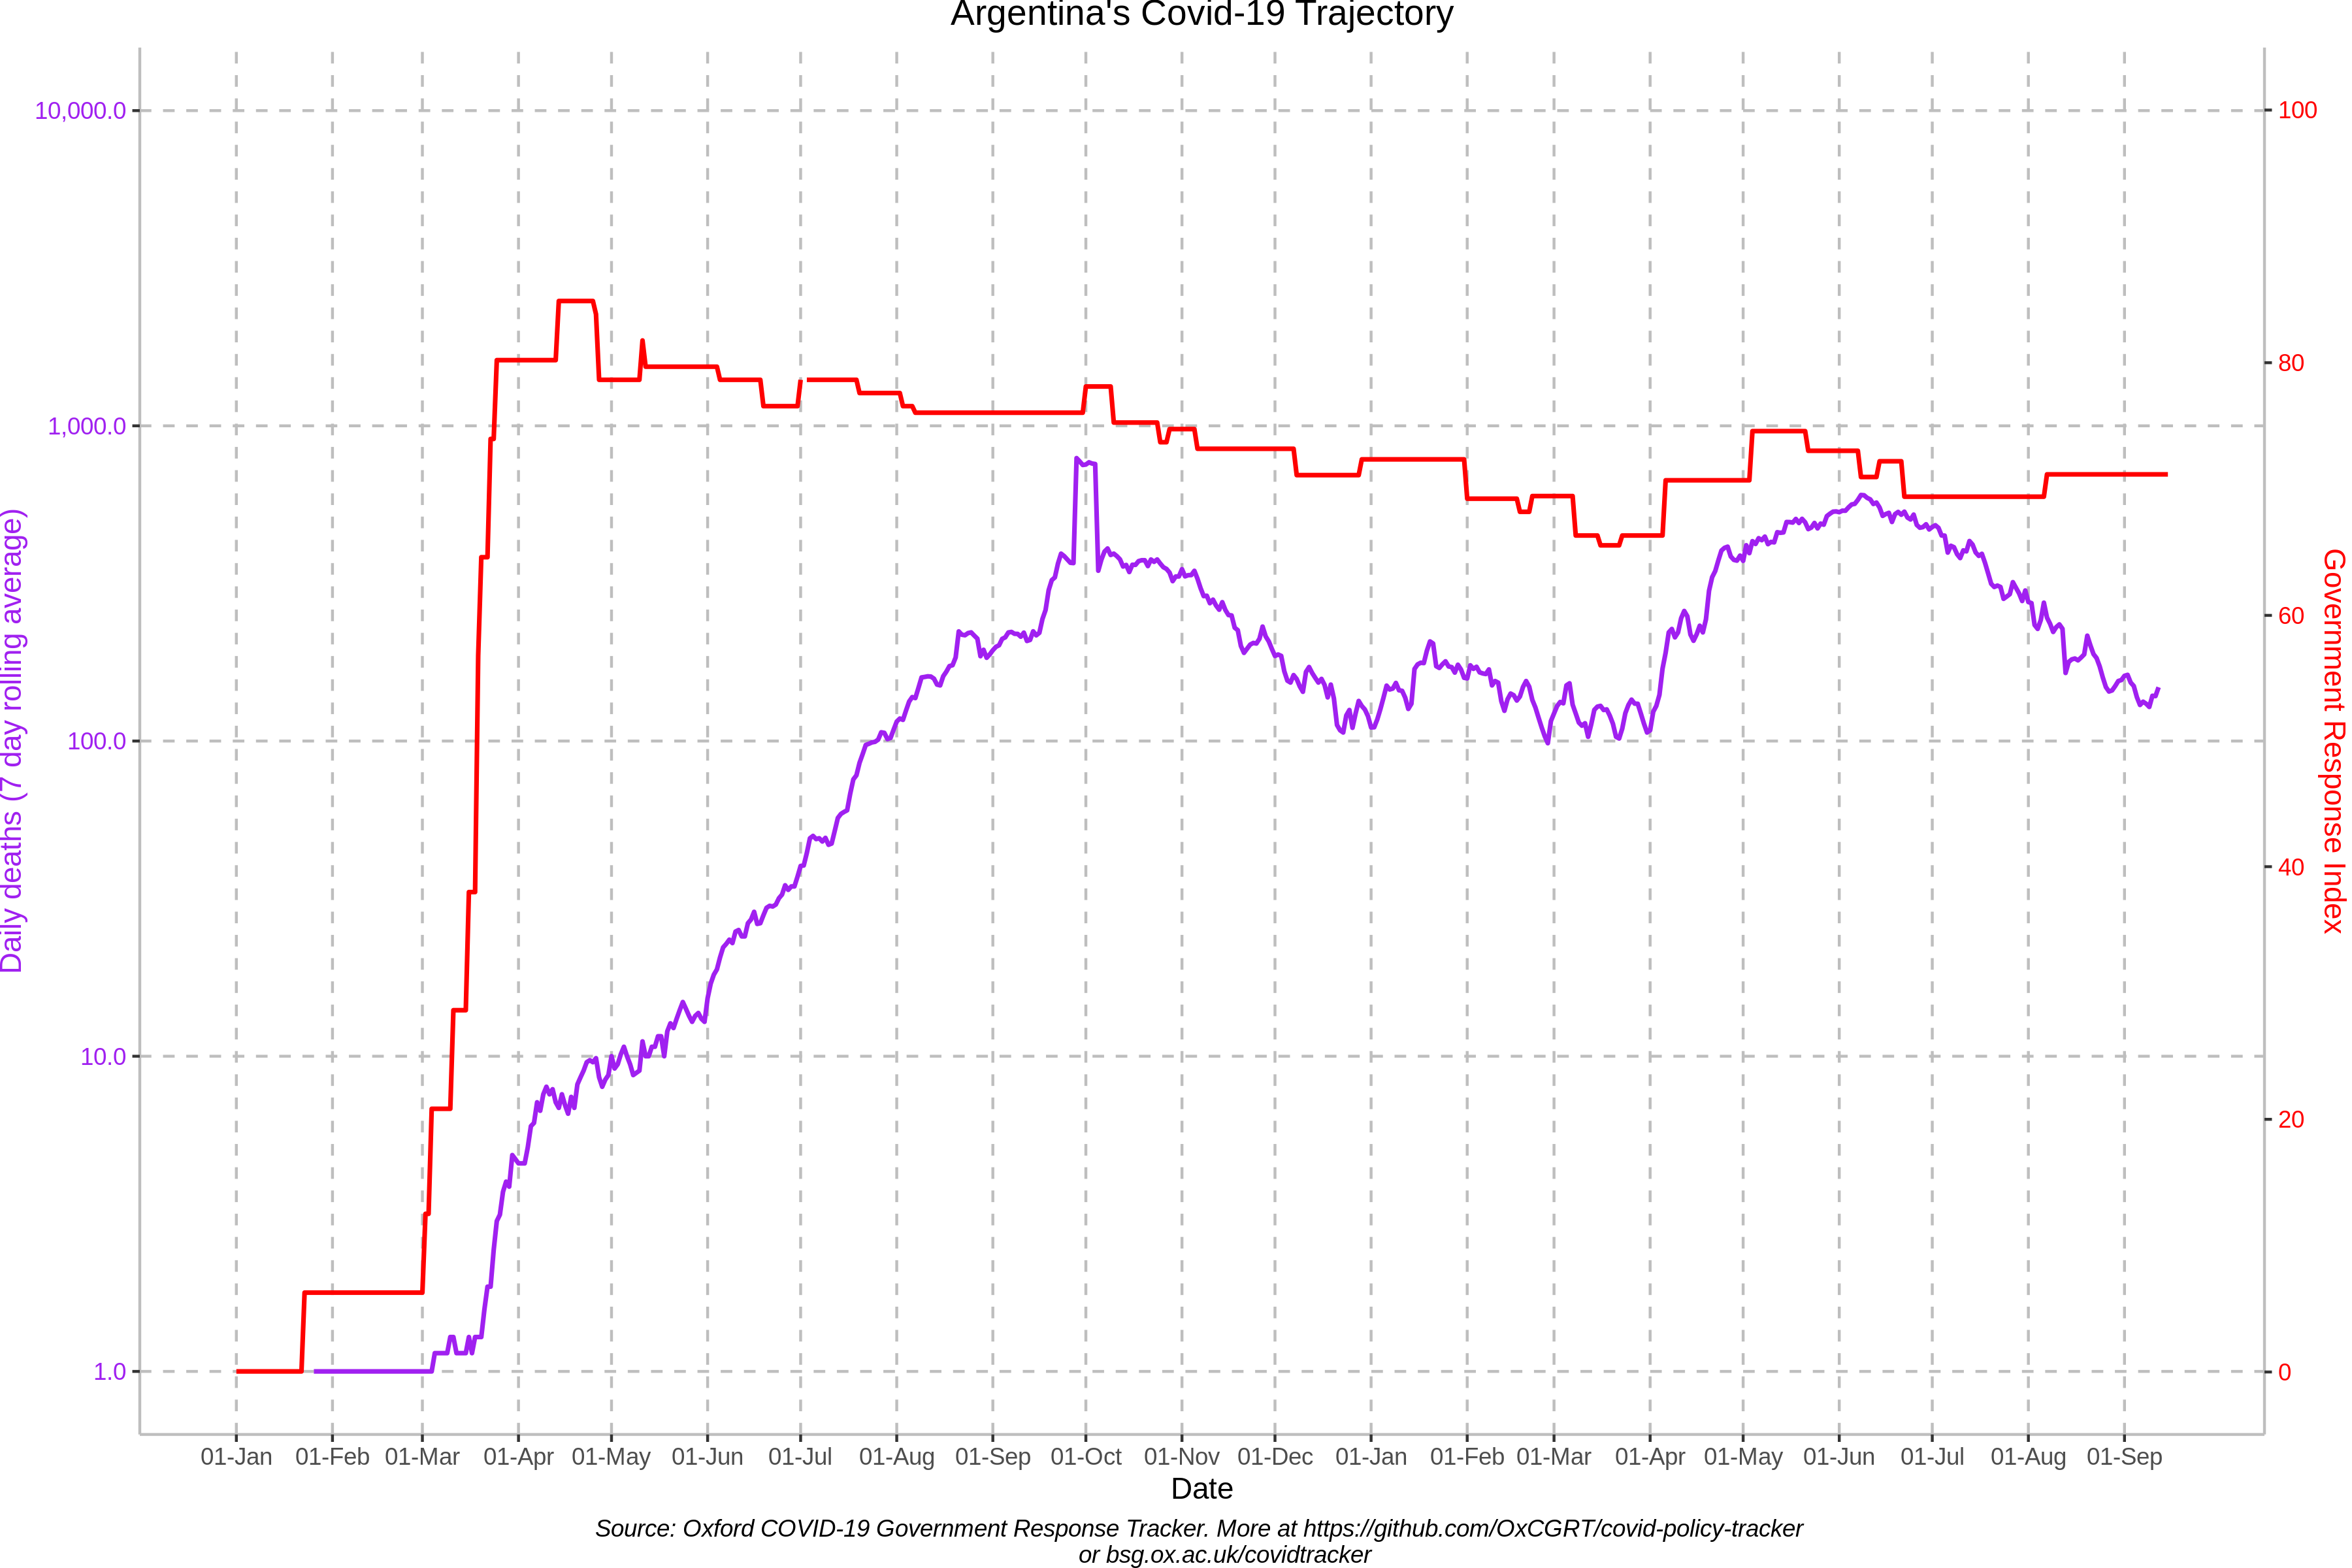 Argentina's Covid-19 Trajectory
10,000.0
1,000.0
100.0
10.0
1.0
Daily deaths (7 day rolling average)
100
80
60
40
20
0
Government Response Index
01-Jan 01-Feb 01-Mar 01-Apr 01-May 01-Jun 01-Jul 01-Aug 01-Sep 01-Oct 01-Nov 01-Dec 01-Jan 01-Feb 01-Mar 01-Apr 01-May 01-Jun 01-Jul 01-Aug 01-Sep
Date
Source: Oxford COVID-19 Government Response Tracker. More at https://github.com/OxCGRT/covid-policy-tracker
or bsg.ox.ac.uk/covidtracker